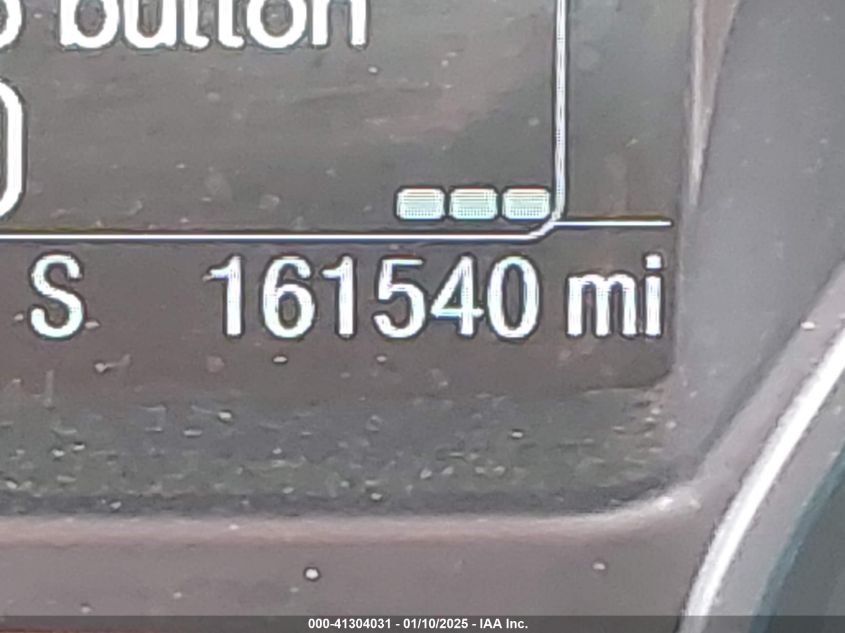 button
S 161540 mi
000-41304031 - 01/10/2025 - IAA Inc.